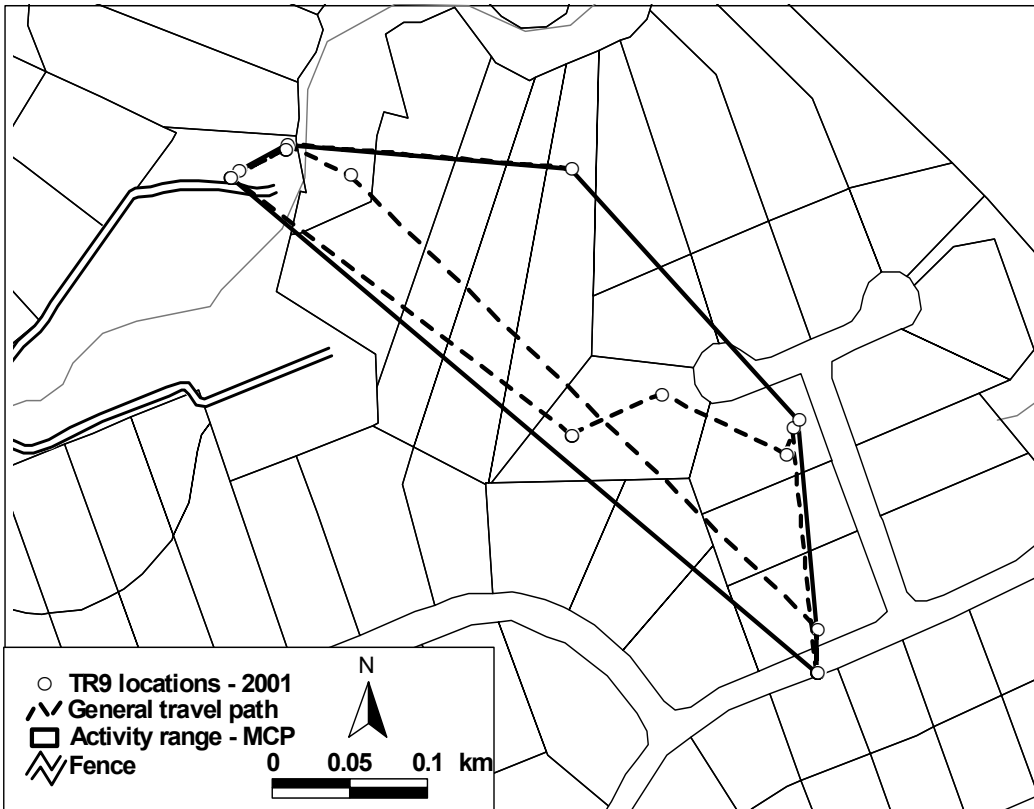 N
TR9 locations - 2001
General travel path
Activity range - MCP
Fence
0 0.05 0.1 km